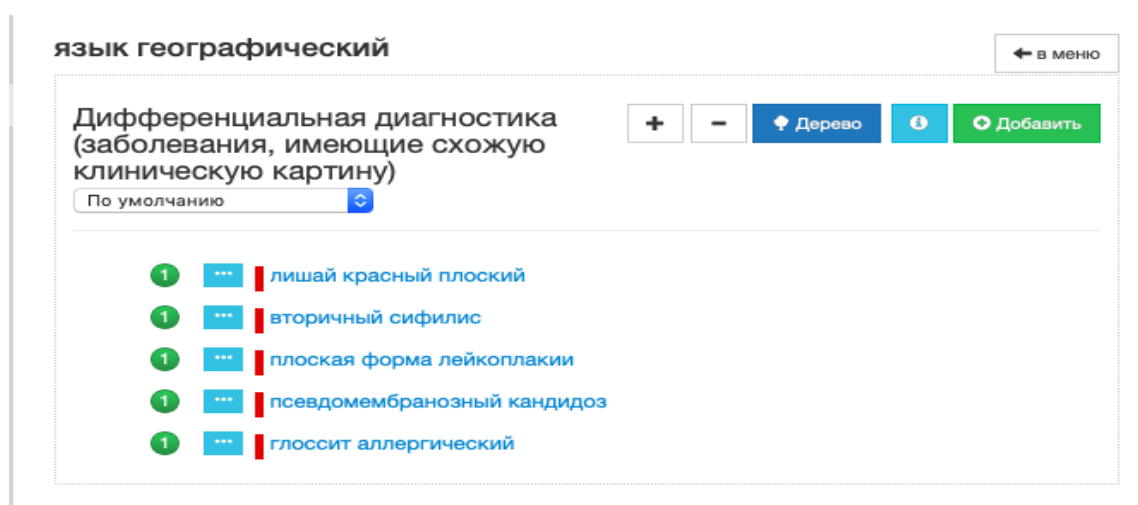 язык географический
в меню
Дифференциальная диагностика
(заболевания, имеющие схожую
клиническую картину)
+ − Дерево Добавить
По умолчанию
1 ... лишай красный плоский
1 ... вторичный сифилис
1 ... плоская форма лейкоплакии
1 ... псевдомембранозный кандидоз
1 ... глоссит аллергический